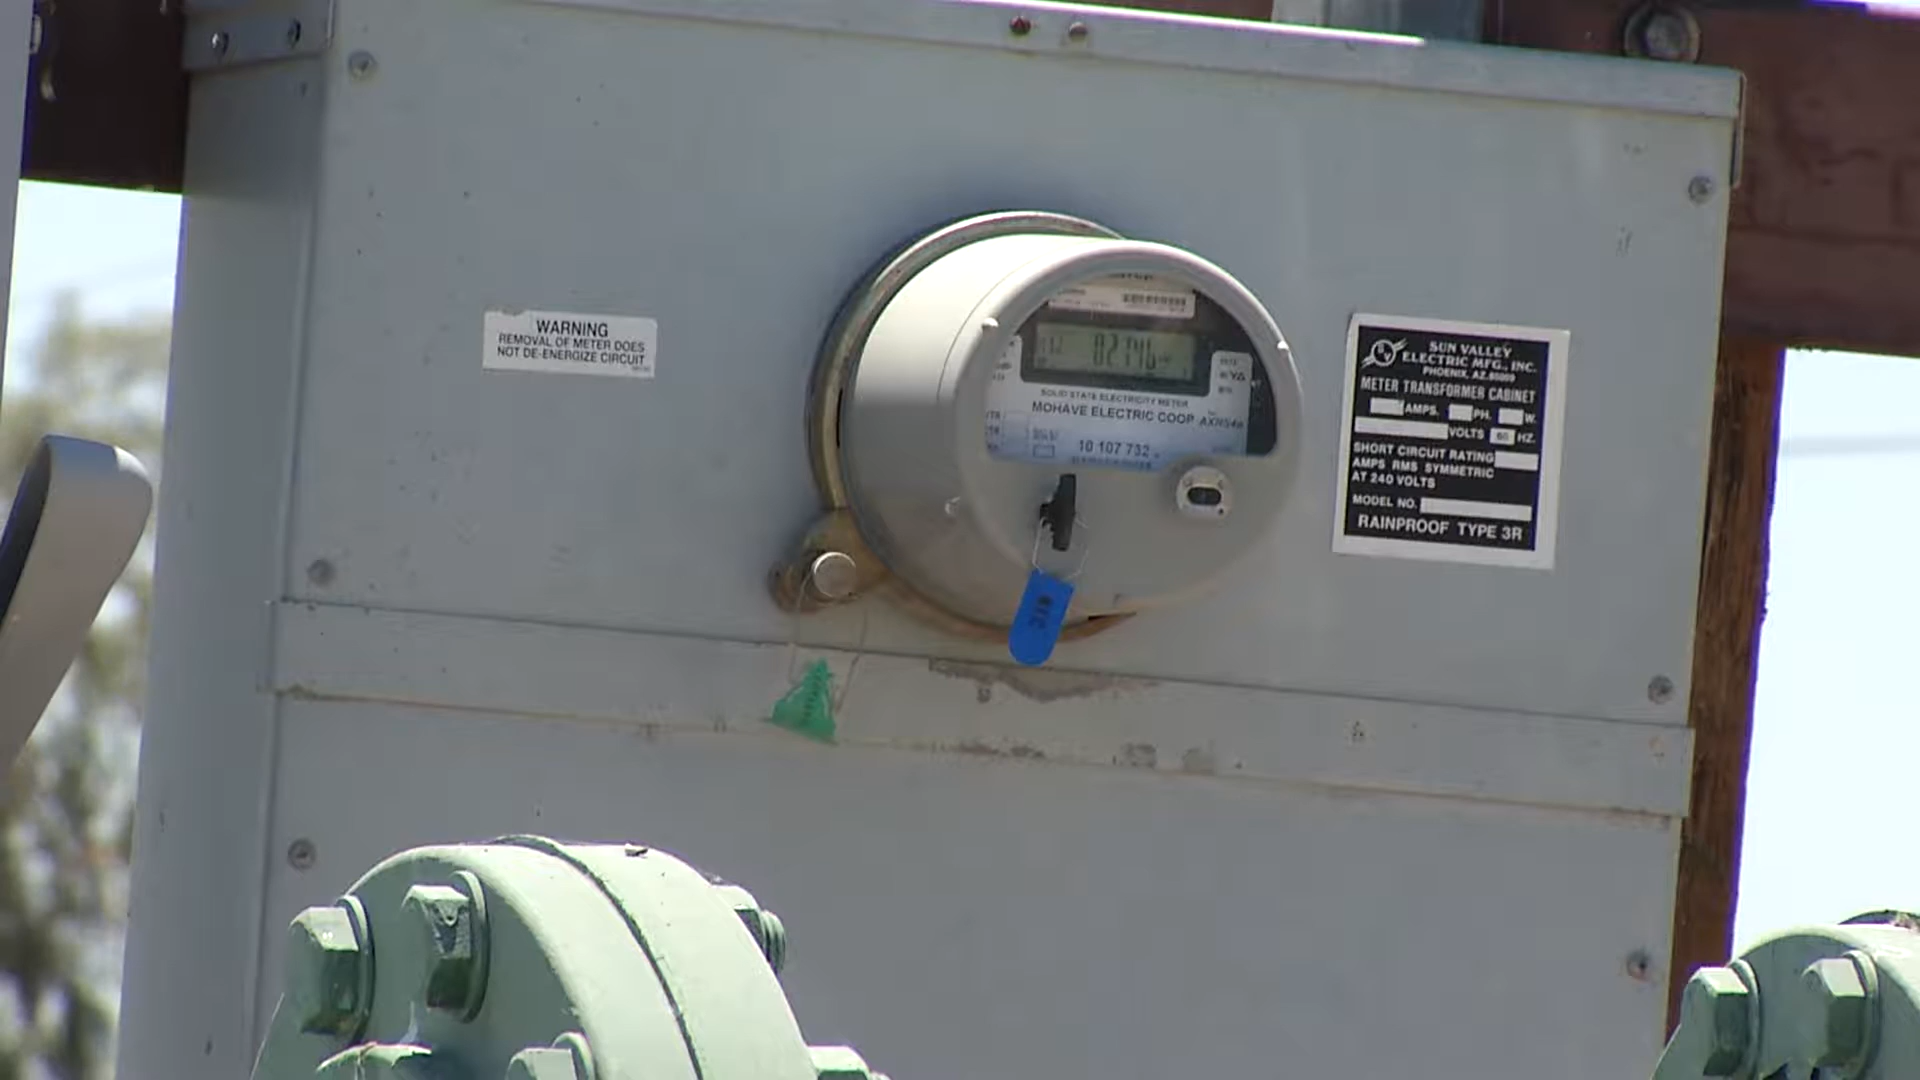 WARNING
REMOVAL OF METER DOES
NOT DE-ENERGIZE CIRCUIT
SOLID STATE ELECTRICITY METER
MOHAVE ELECTRIC COOP
10 107 732
SUN VALLEY
ELECTRIC MFG., INC.
PHOENIX, AZ.
METER TRANSFORMER CABINET
AMPS. PH. W.
VOLTS 60 HZ.
SHORT CIRCUIT RATING
AMPS RMS SYMMETRIC
AT 240 VOLTS
MODEL NO.
RAINPROOF TYPE 3R